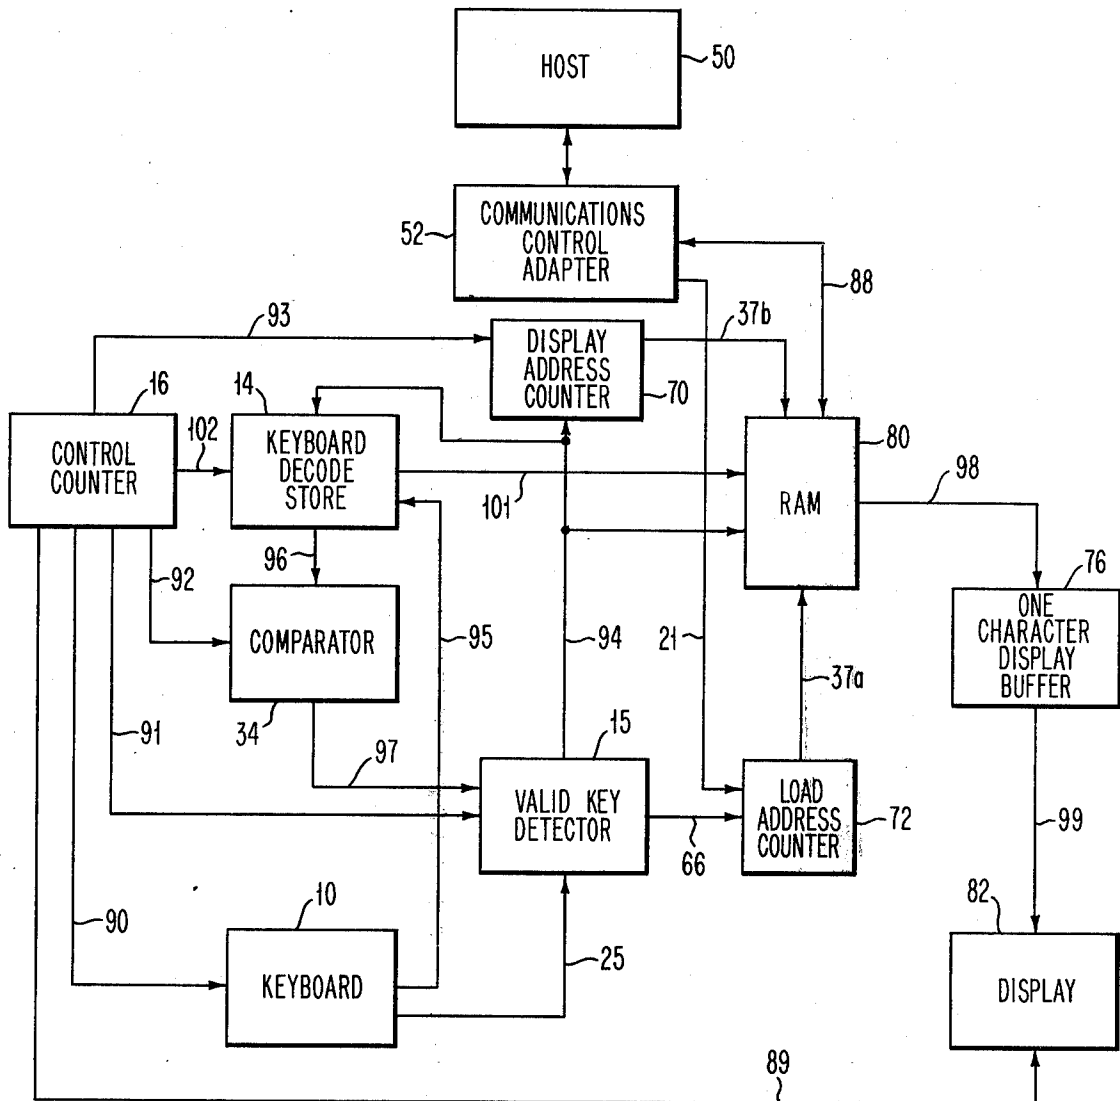 HOST
50
COMMUNICATIONS
CONTROL
ADAPTER
52
88
93
37b
DISPLAY
ADDRESS
COUNTER
70
16
14
CONTROL
COUNTER
102
KEYBOARD
DECODE
STORE
101
80
RAM
98
96
92
76
ONE
CHARACTER
DISPLAY
BUFFER
COMPARATOR
95
94
21
37a
34
91
97
15
VALID KEY
DETECTOR
66
LOAD
ADDRESS
COUNTER
72
99
90
10
KEYBOARD
25
82
DISPLAY
89